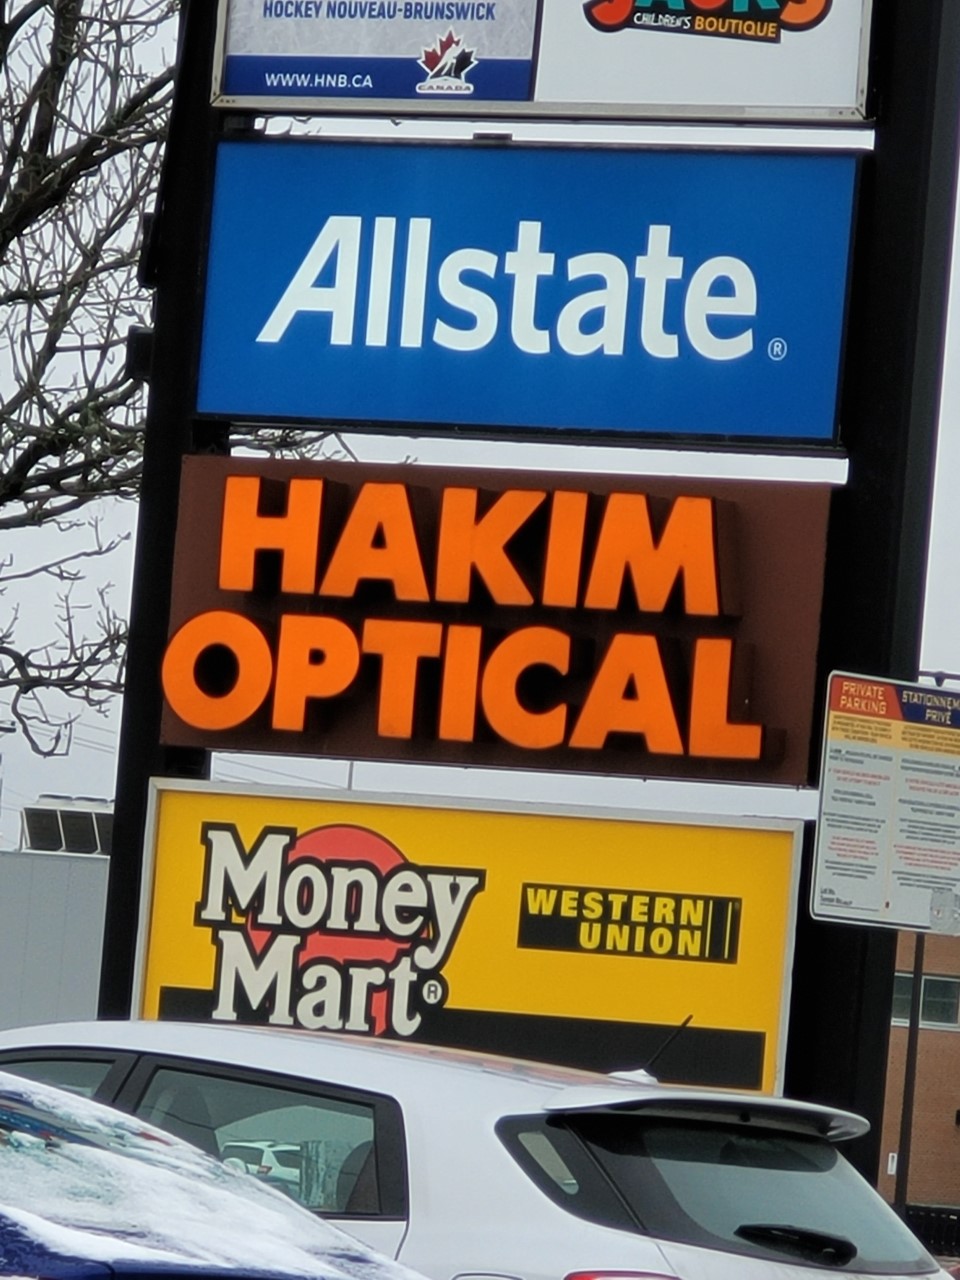 HOCKEY NOUVEAU-BRUNSWICK
WWW.HNB.CA
CANADA
CHILDREN'S BOUTIQUE
Allstate®
HAKIM
OPTICAL
PRIVATE
PARKING
PRIVÉ
Money
Mart®
WESTERN
UNION